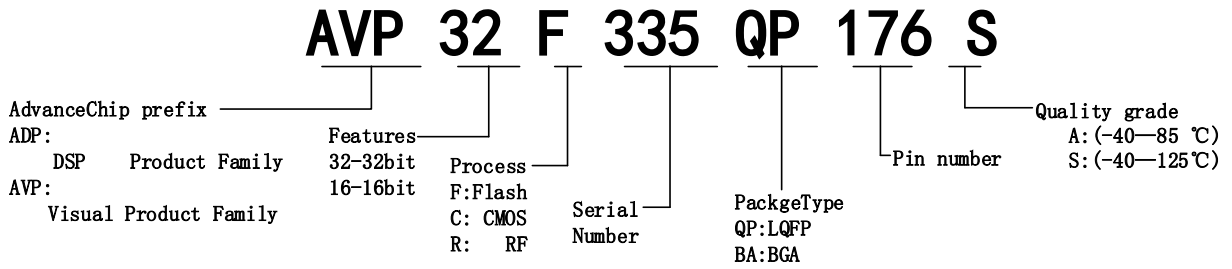 AVP 32 F 335 QP 176 S
AdvanceChip prefix
ADP:
DSP Product Family
AVP:
Visual Product Family
Features
32-32bit
16-16bit
Process
F:Flash
C: CMOS
R: RF
Serial
Number
PackgeType
QP:LQFP
BA:BGA
Pin number
Quality grade
A:(-40—85 ℃)
S:(-40—125℃)